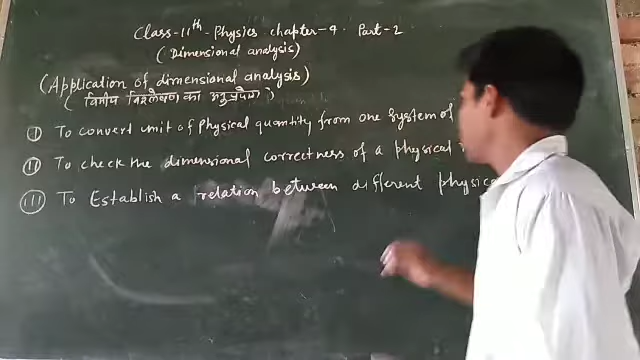 Class-11th-Physics chapter-9 Part-2
(Dimensional analysis)
(Application of dimensional analysis)
(विमीय विश्लेषण का अनुप्रयोग)
(I) To convert unit of Physical quantity from one system of
(II) To check the dimensional correctness of a physical
(III) To Establish a relation between different physica